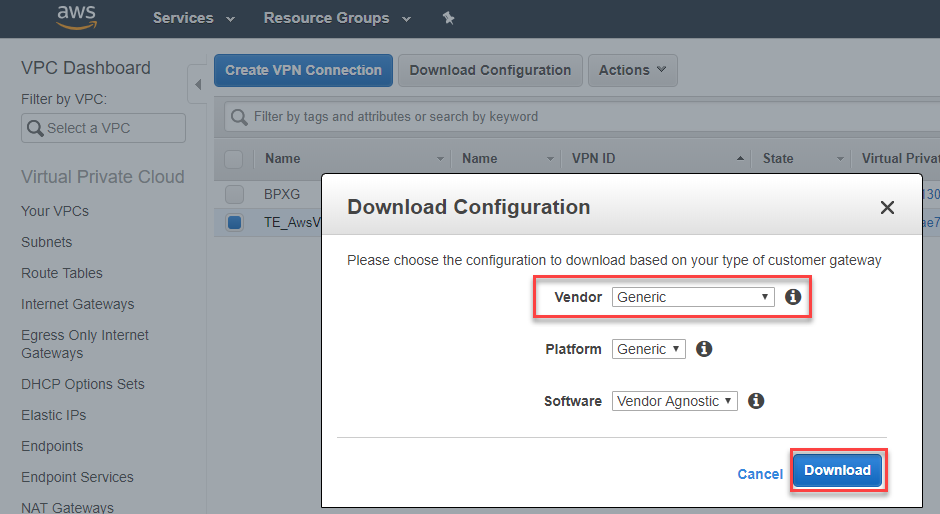 aws Services Resource Groups
VPC Dashboard
Filter by VPC:
Select a VPC
Virtual Private Cloud
Your VPCs
Subnets
Route Tables
Internet Gateways
Egress Only Internet
Gateways
DHCP Options Sets
Elastic IPs
Endpoints
Endpoint Services
NAT Gateways
Create VPN Connection Download Configuration Actions
Filter by tags and attributes or search by keyword
Name Name VPN ID State Virtual Priva
BPXG 130
TE_AwsV ae7
Download Configuration
Please choose the configuration to download based on your type of customer gateway
Vendor Generic
Platform Generic
Software Vendor Agnostic
Cancel Download